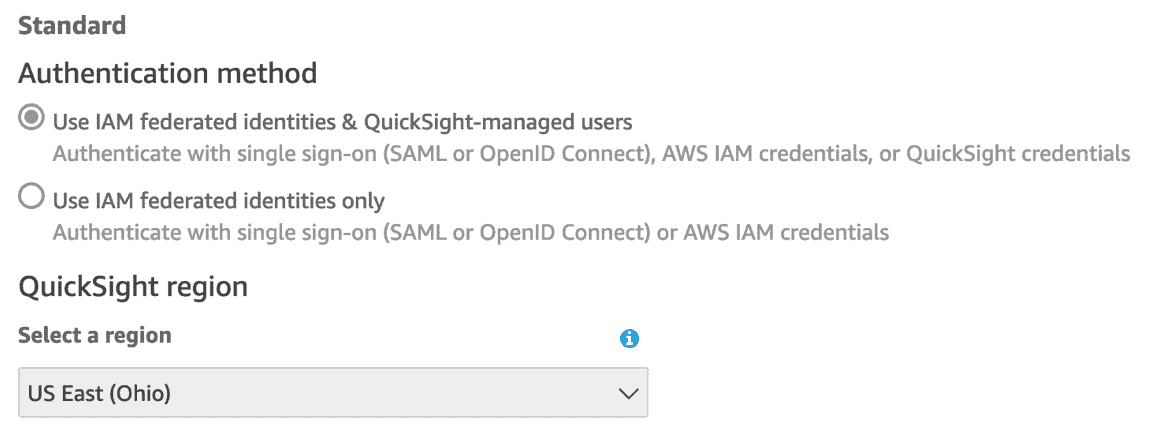 Standard
Authentication method
Use IAM federated identities & QuickSight-managed users
Authenticate with single sign-on (SAML or OpenID Connect), AWS IAM credentials, or QuickSight credentials
Use IAM federated identities only
Authenticate with single sign-on (SAML or OpenID Connect) or AWS IAM credentials
QuickSight region
Select a region
US East (Ohio)